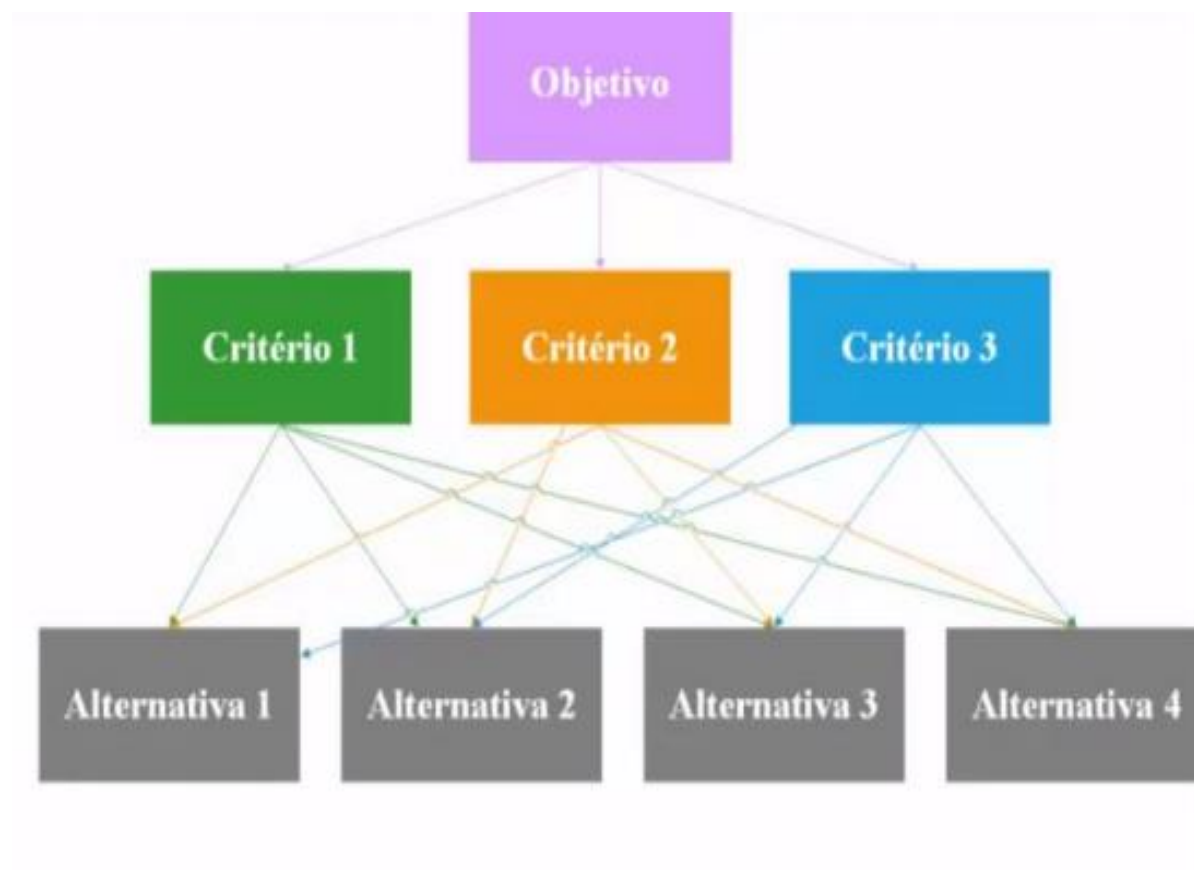 Objetivo
Critério 1
Critério 2
Critério 3
Alternativa 1
Alternativa 2
Alternativa 3
Alternativa 4